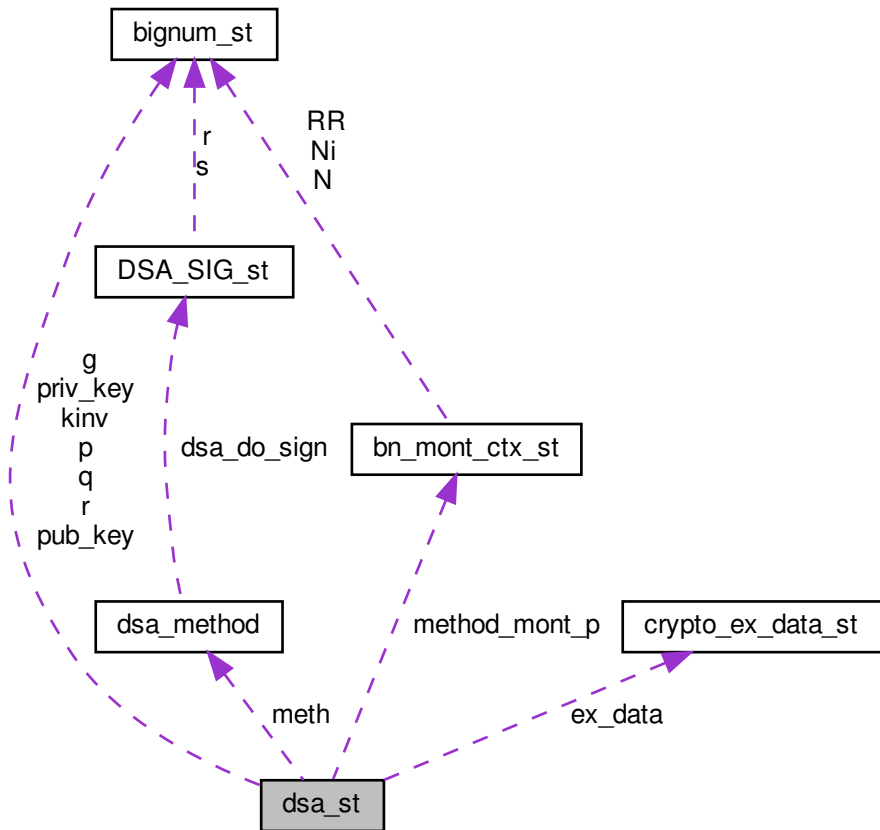 bignum_st
RR
Ni
N
r
s
DSA_SIG_st
g
priv_key
kinv
p
q
r
pub_key
dsa_do_sign
bn_mont_ctx_st
dsa_method
method_mont_p
crypto_ex_data_st
meth
ex_data
dsa_st